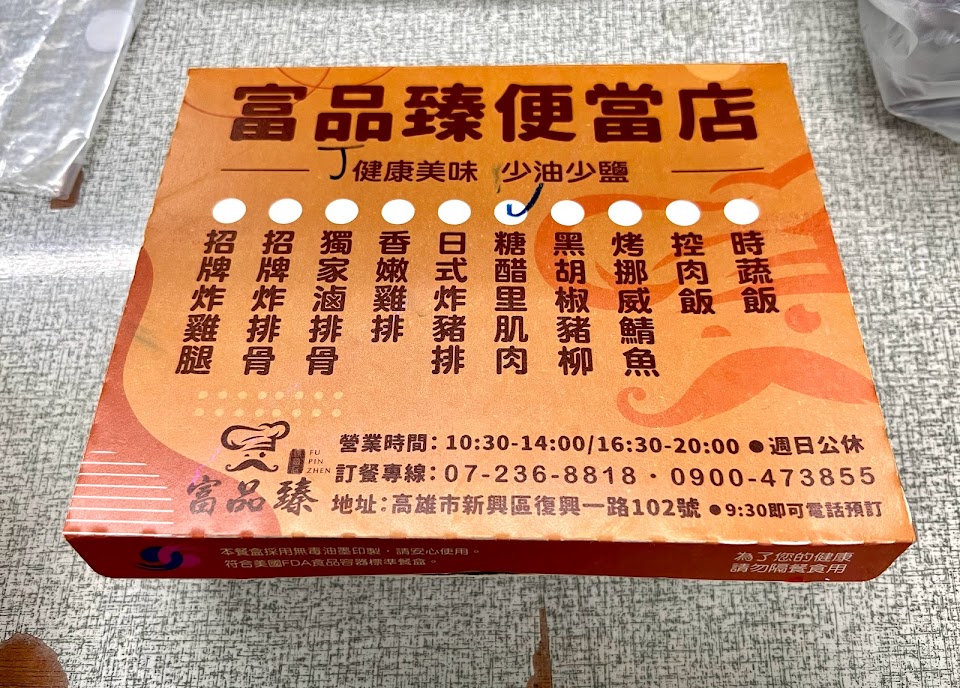 富品臻便當店
健康美味 少油少鹽
招牌炸雞腿
招牌炸排骨
獨家滷排骨
香嫩雞排
日式炸豬排
糖醋里肌肉
黑胡椒豬柳
烤挪威鯖魚
控肉飯
時蔬飯
FU
PIN
ZHEN
富品臻
營業時間：10:30-14:00/16:30-20:00 ●週日公休
訂餐專線：07-236-8818・0900-473855
地址：高雄市新興區復興一路102號 ●9:30即可電話預訂
本餐盒採用無毒油墨印製，請安心使用。
符合美國FDA食品容器標準餐盒。
為了您的健康
請勿隔餐食用